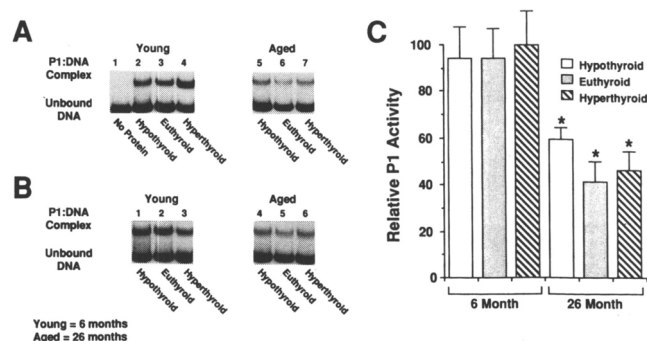 A
Young
Aged
P1:DNA Complex
1 2 3 4
5 6 7
Unbound DNA
No Protein
Hypothyroid
Euthyroid
Hyperthyroid
Hypothyroid
Euthyroid
Hyperthyroid
B
Young
Aged
P1:DNA Complex
1 2 3
4 5 6
Unbound DNA
Hypothyroid
Euthyroid
Hyperthyroid
Hypothyroid
Euthyroid
Hyperthyroid
Young = 6 months
Aged = 26 months
C
Relative P1 Activity
100
80
60
40
20
0
Hypothyroid
Euthyroid
Hyperthyroid
* * *
6 Month
26 Month